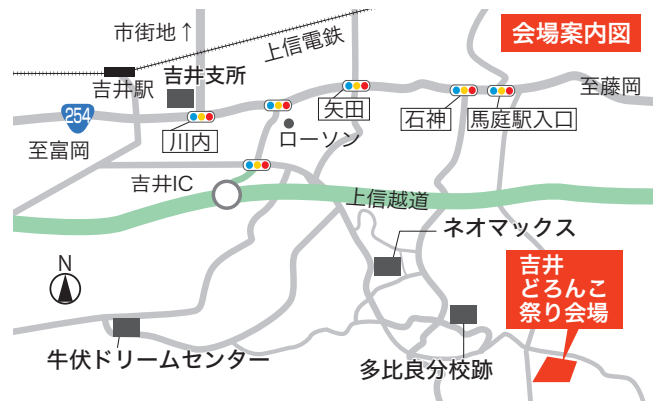 市街地↑
上信電鉄
会場案内図
吉井駅
吉井支所
254
川内
ローソン
矢田
石神
馬庭駅入口
至藤岡
至富岡
吉井IC
上信越道
ネオマックス
N
吉井
どろんこ
祭り会場
牛伏ドリームセンター
多比良分校跡